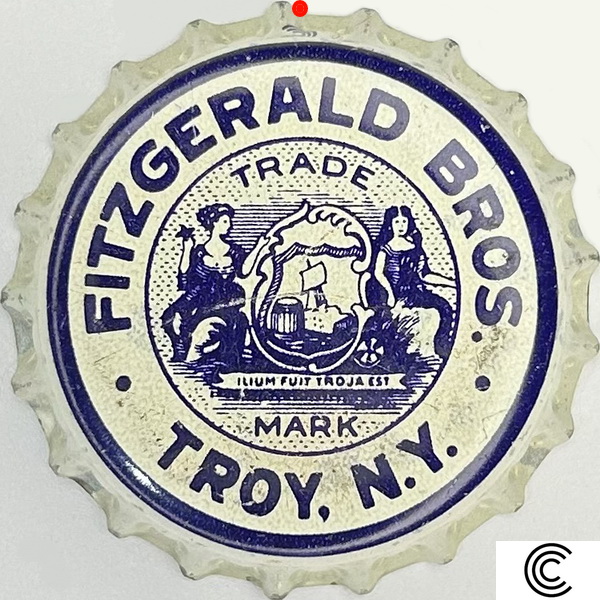 FITZGERALD BROS.
TRADE
ILIUM FUIT TROJA EST
MARK
TROY, N.Y.